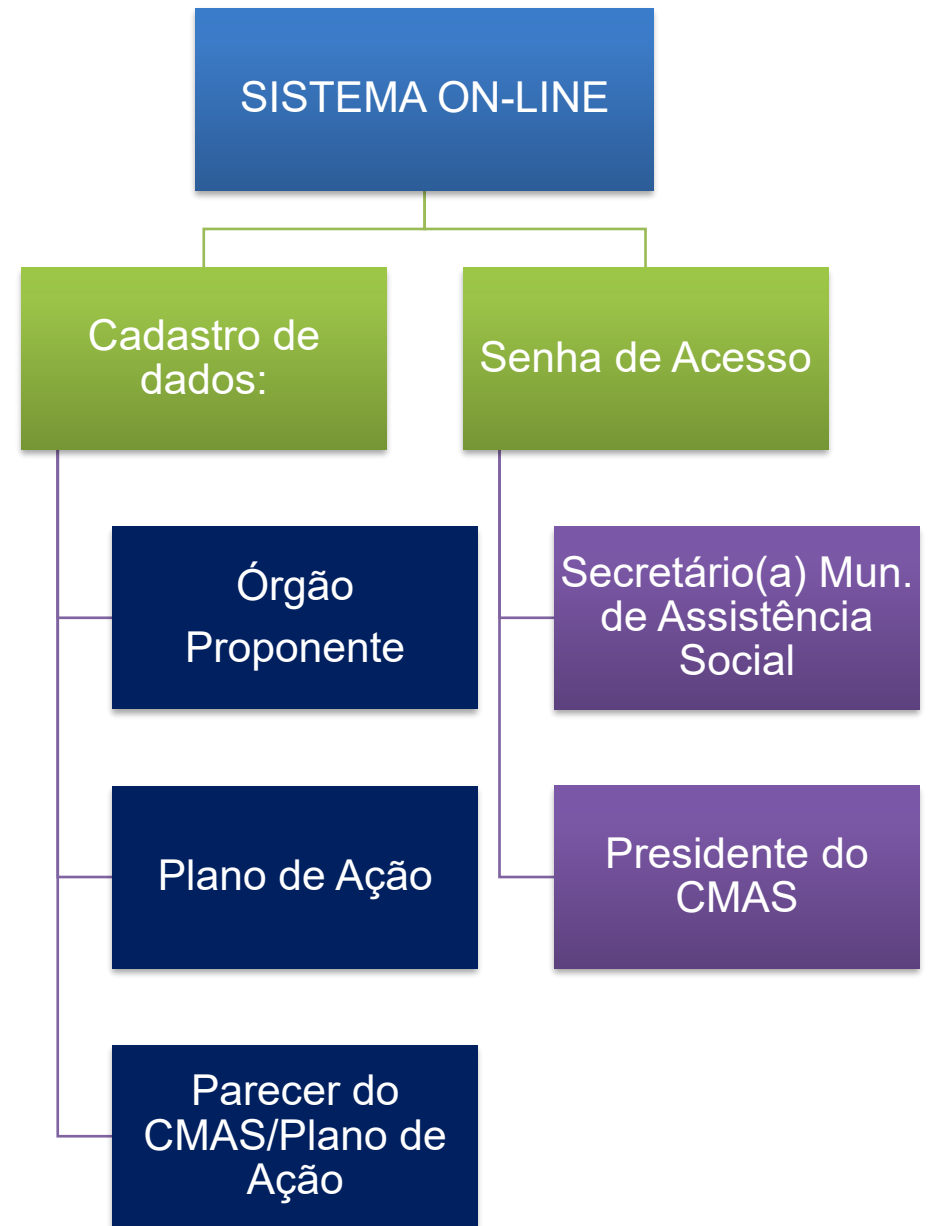 SISTEMA ON-LINE
Cadastro de
dados:
Senha de Acesso
Órgão
Proponente
Secretário(a) Mun.
de Assistência
Social
Plano de Ação
Presidente do
CMAS
Parecer do
CMAS/Plano de
Ação